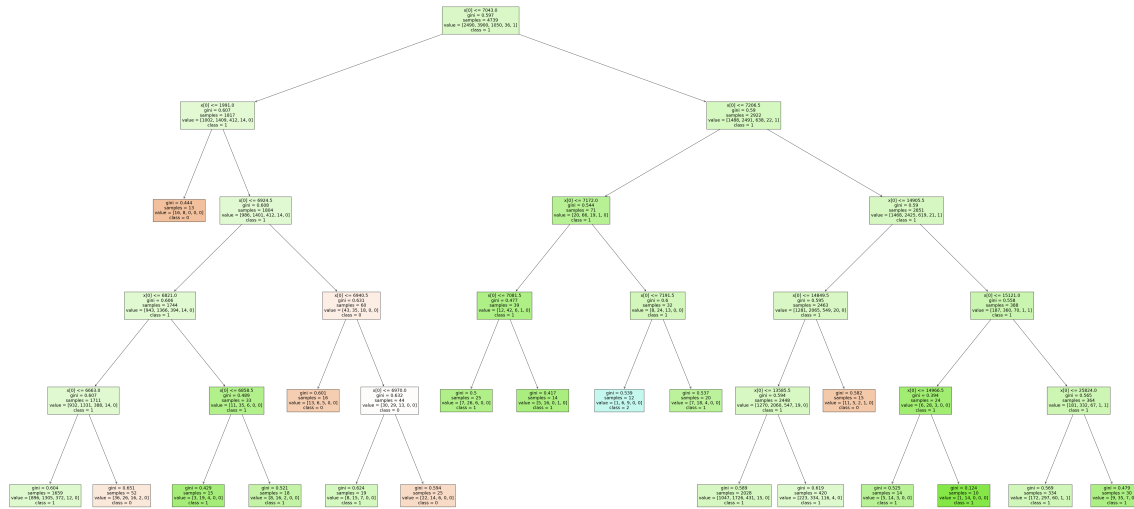 x[0] <= 7043.0
gini = 0.597
samples = 4739
value = [2490, 3900, 1050, 36, 1]
class = 1
x[0] <= 1991.0
gini = 0.607
samples = 1817
value = [1002, 1409, 412, 14, 0]
class = 1
x[0] <= 7206.5
gini = 0.59
samples = 2922
value = [1488, 2491, 638, 22, 1]
class = 1
gini = 0.444
samples = 13
value = [16, 8, 0, 0, 0]
class = 0
x[0] <= 6924.5
gini = 0.608
samples = 1804
value = [986, 1401, 412, 14, 0]
class = 1
x[0] <= 7172.0
gini = 0.544
samples = 71
value = [20, 66, 19, 1, 0]
class = 1
x[0] <= 14905.5
gini = 0.59
samples = 2851
value = [1468, 2425, 619, 21, 1]
class = 1
x[0] <= 6821.0
gini = 0.606
samples = 1744
value = [943, 1366, 394, 14, 0]
class = 1
x[0] <= 6940.5
gini = 0.631
samples = 60
value = [43, 35, 18, 0, 0]
class = 0
x[0] <= 7081.5
gini = 0.477
samples = 39
value = [12, 42, 6, 1, 0]
class = 1
x[0] <= 7191.5
gini = 0.6
samples = 32
value = [8, 24, 13, 0, 0]
class = 1
x[0] <= 14849.5
gini = 0.595
samples = 2463
value = [1281, 2065, 549, 20, 0]
class = 1
x[0] <= 15121.0
gini = 0.558
samples = 388
value = [187, 360, 70, 1, 1]
class = 1
x[0] <= 6663.0
gini = 0.607
samples = 1711
value = [932, 1331, 388, 14, 0]
class = 1
x[0] <= 6858.5
gini = 0.489
samples = 33
value = [11, 35, 6, 0, 0]
class = 1
gini = 0.601
samples = 16
value = [13, 6, 5, 0, 0]
class = 0
x[0] <= 6970.0
gini = 0.632
samples = 44
value = [30, 29, 13, 0, 0]
class = 0
gini = 0.5
samples = 25
value = [7, 26, 6, 0, 0]
class = 1
gini = 0.417
samples = 14
value = [5, 16, 0, 1, 0]
class = 1
gini = 0.539
samples = 12
value = [1, 6, 9, 0, 0]
class = 2
gini = 0.537
samples = 20
value = [7, 18, 4, 0, 0]
class = 1
x[0] <= 13585.5
gini = 0.594
samples = 2448
value = [1270, 2060, 547, 19, 0]
class = 1
gini = 0.582
samples = 15
value = [11, 5, 2, 1, 0]
class = 0
x[0] <= 14966.5
gini = 0.394
samples = 24
value = [6, 28, 3, 0, 0]
class = 1
x[0] <= 25824.0
gini = 0.565
samples = 364
value = [181, 332, 67, 1, 1]
class = 1
gini = 0.604
samples = 1659
value = [896, 1305, 372, 12, 0]
class = 1
gini = 0.651
samples = 52
value = [36, 26, 16, 2, 0]
class = 0
gini = 0.429
samples = 15
value = [3, 19, 4, 0, 0]
class = 1
gini = 0.521
samples = 18
value = [8, 16, 2, 0, 0]
class = 1
gini = 0.624
samples = 19
value = [8, 15, 7, 0, 0]
class = 1
gini = 0.594
samples = 25
value = [22, 14, 6, 0, 0]
class = 0
gini = 0.589
samples = 2028
value = [1047, 1726, 431, 15, 0]
class = 1
gini = 0.619
samples = 420
value = [223, 334, 116, 4, 0]
class = 1
gini = 0.525
samples = 14
value = [5, 14, 3, 0, 0]
class = 1
gini = 0.124
samples = 10
value = [1, 14, 0, 0, 0]
class = 1
gini = 0.569
samples = 334
value = [172, 297, 60, 1, 1]
class = 1
gini = 0.479
samples = 30
value = [9, 35, 7, 0
class = 1